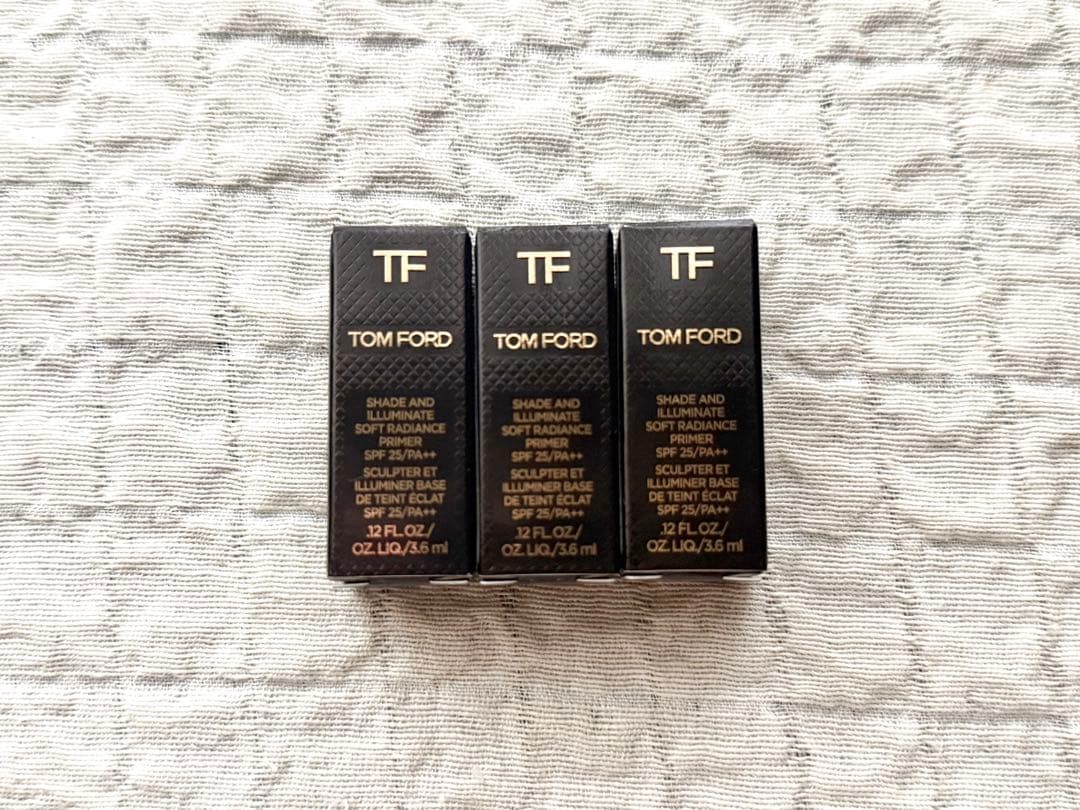 TF
TOM FORD
SHADE AND
ILLUMINATE
SOFT RADIANCE
PRIMER
SPF 25/PA++
SCULPTER ET
ILLUMINER BASE
DE TEINT ÉCLAT
SPF 25/PA++
.12 FL.OZ./
OZ. LIQ./3.6 ml
TF
TOM FORD
SHADE AND
ILLUMINATE
SOFT RADIANCE
PRIMER
SPF 25/PA++
SCULPTER ET
ILLUMINER BASE
DE TEINT ÉCLAT
SPF 25/PA++
.12 FL.OZ./
OZ. LIQ./3.6 ml
TF
TOM FORD
SHADE AND
ILLUMINATE
SOFT RADIANCE
PRIMER
SPF 25/PA++
SCULPTER ET
ILLUMINER BASE
DE TEINT ÉCLAT
SPF 25/PA++
.12 FL.OZ./
OZ. LIQ./3.6 ml